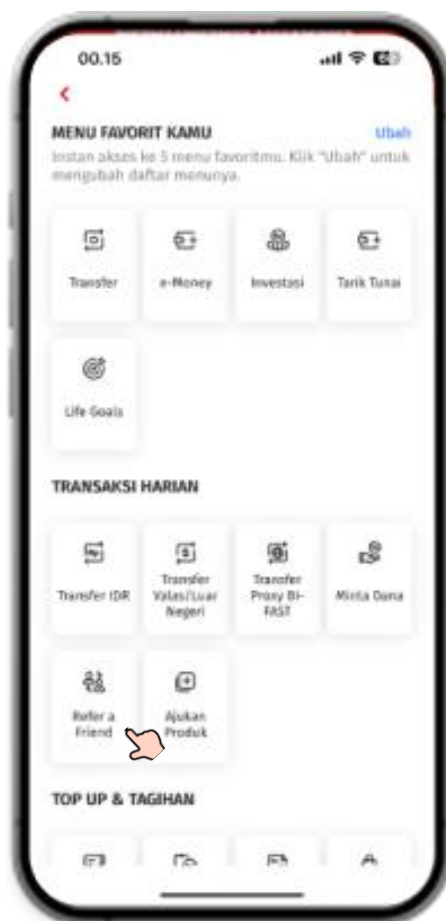 00.15
MENU FAVORIT KAMU
Ubah
Instan akses ke 5 menu favoritmu. Klik "Ubah" untuk
mengubah daftar menunya.
Transfer
e-Money
Investasi
Tarik Tunai
Life Goals
TRANSAKSI HARIAN
Transfer IDR
Transfer
Valas/Luar
Negeri
Transfer
Proxy BI-
FAST
Minta Dana
Refer a
Friend
Ajukan
Produk
TOP UP & TAGIHAN